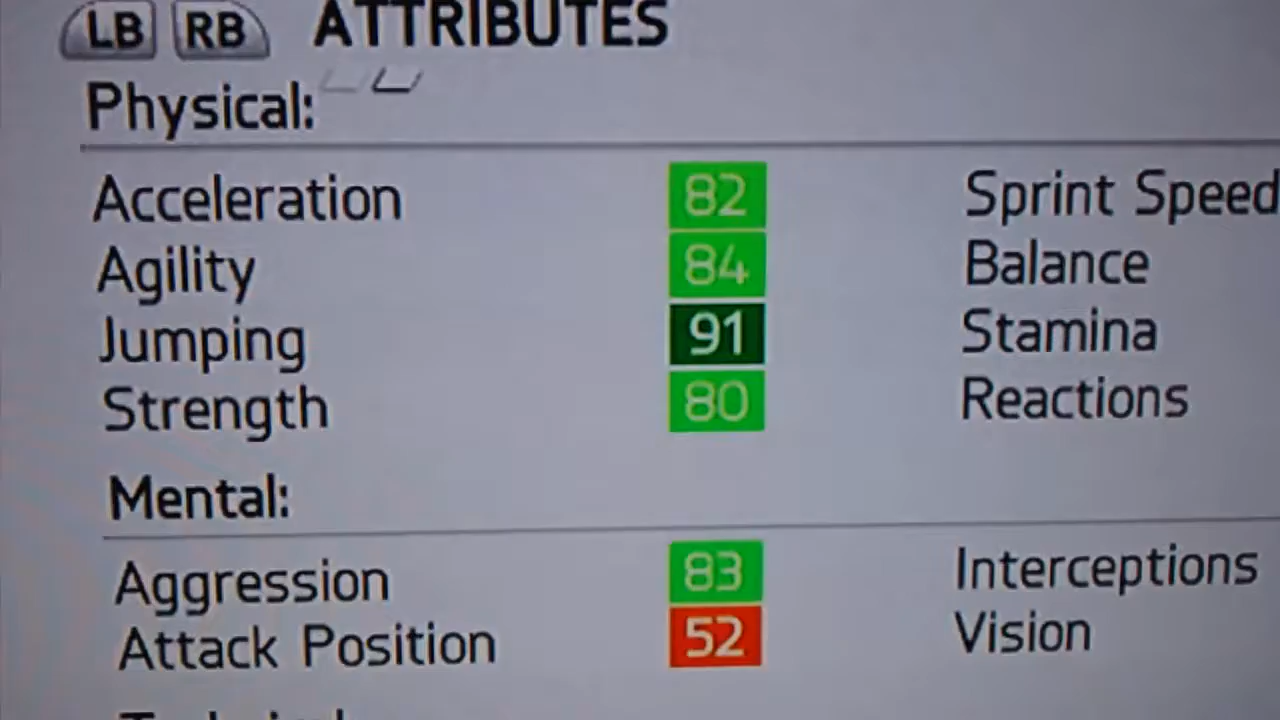 LB RB ATTRIBUTES
Physical:
Acceleration 82 Sprint Speed
Agility 84 Balance
Jumping 91 Stamina
Strength 80 Reactions
Mental:
Aggression 83 Interceptions
Attack Position 52 Vision